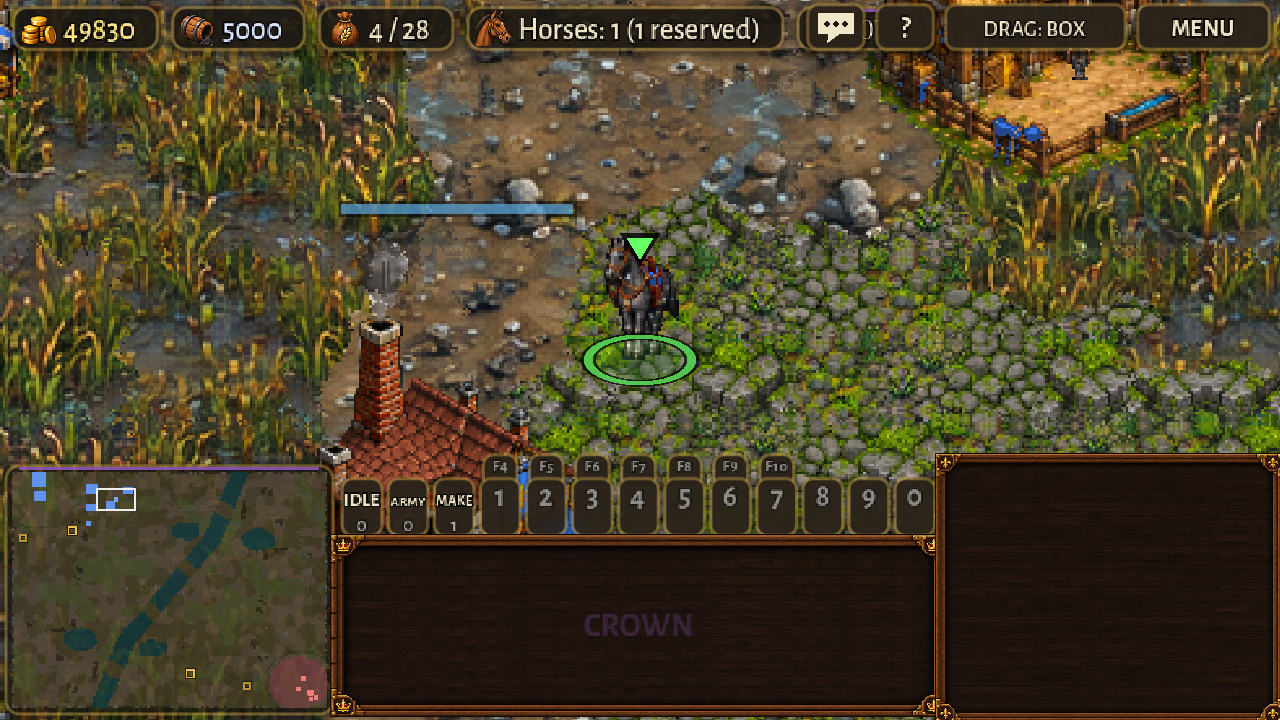 49830
5000
4 / 28
Horses: 1 (1 reserved)
?
DRAG: BOX
MENU
F4 F5 F6 F7 F8 F9 F10
IDLE ARMY MAKE 1 2 3 4 5 6 7 8 9 0
0 0 1
CROWN